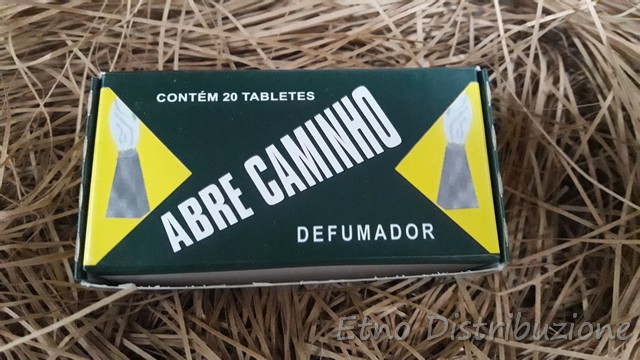 CONTÉM 20 TABLETES
ABRE CAMINHO
DEFUMADOR
Etno Distribuzione